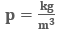 p = kg/m³